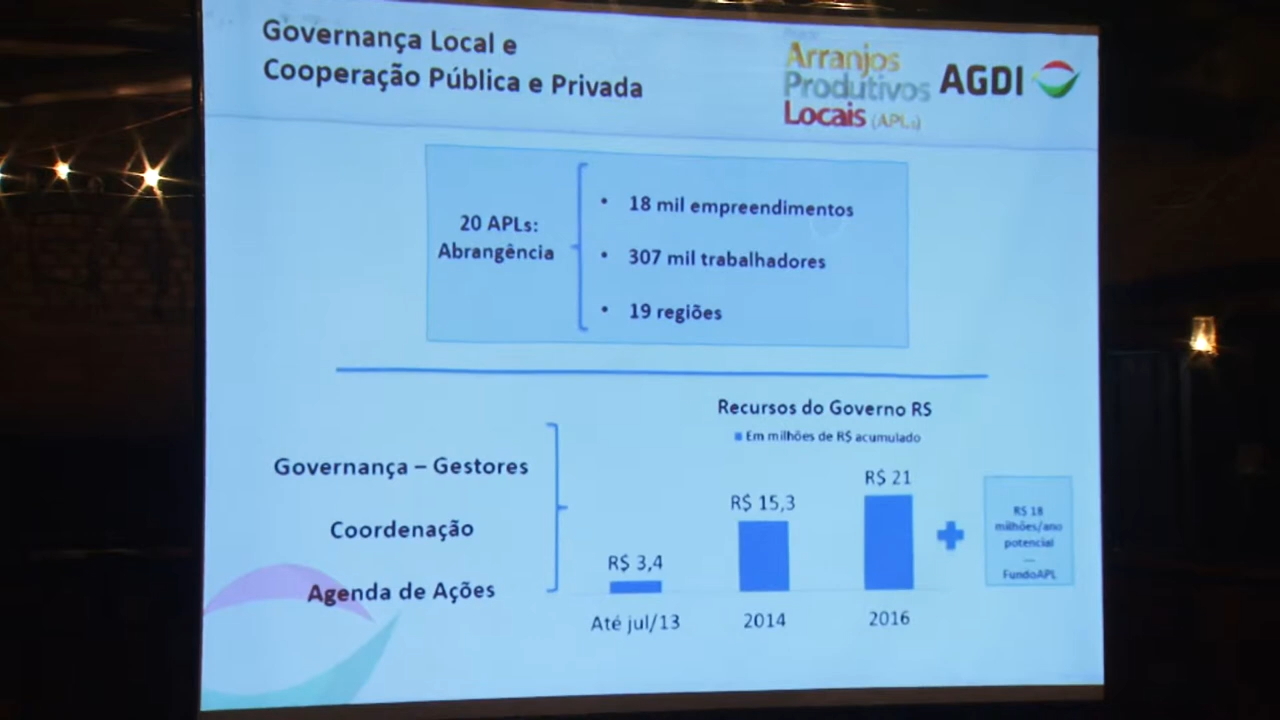 Governança Local e
Cooperação Pública e Privada
Arranjos
Produtivos
Locais (APLs)
AGDI
20 APLs:
Abrangência
• 18 mil empreendimentos
• 307 mil trabalhadores
• 19 regiões
Governança – Gestores
Coordenação
Agenda de Ações
Recursos do Governo RS
Em milhões de R$ acumulado
R$ 3,4
R$ 15,3
R$ 21
Até jul/13
2014
2016
R$ 18
milhões/ano
potencial
—
FundoAPL